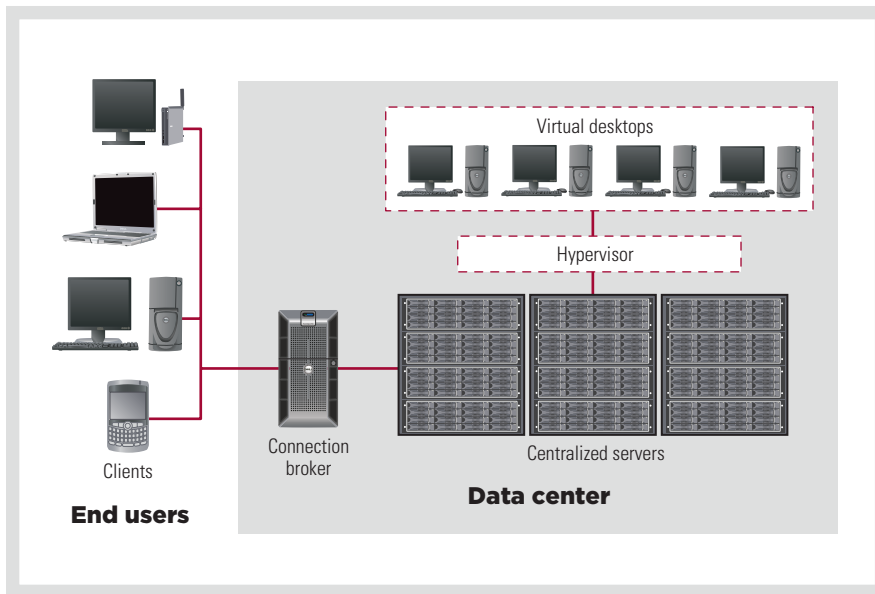 Virtual desktops
Hypervisor
Connection
broker
Centralized servers
Clients
Data center
End users